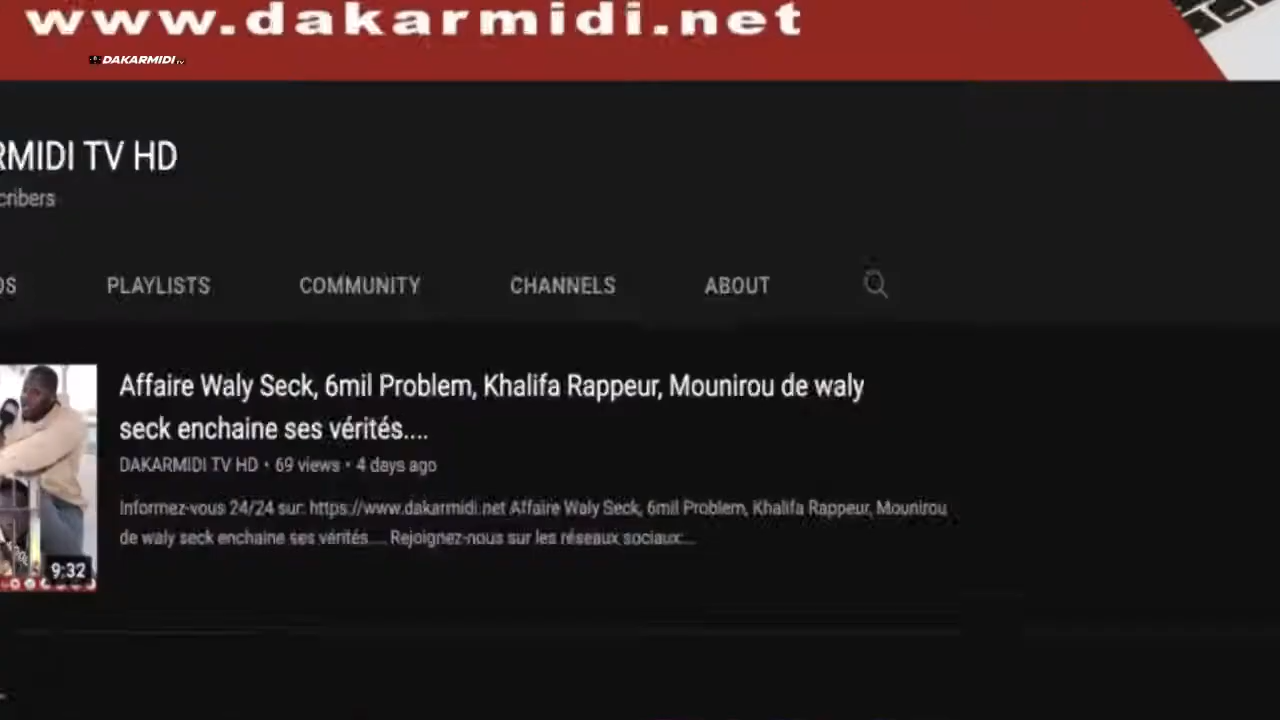 www.dakarmidi.net
DAKARMIDI TV
RMIDI TV HD
cribers
OS
PLAYLISTS
COMMUNITY
CHANNELS
ABOUT
Affaire Waly Seck, 6mil Problem, Khalifa Rappeur, Mounirou de waly
seck enchaine ses vérités....
DAKARMIDI TV HD • 69 views • 4 days ago
Informez-vous 24/24 sur: https://www.dakarmidi.net Affaire Waly Seck, 6mil Problem, Khalifa Rappeur, Mounirou
de waly seck enchaine ses vérités.... Rejoignez-nous sur les réseaux sociaux:...
9:32